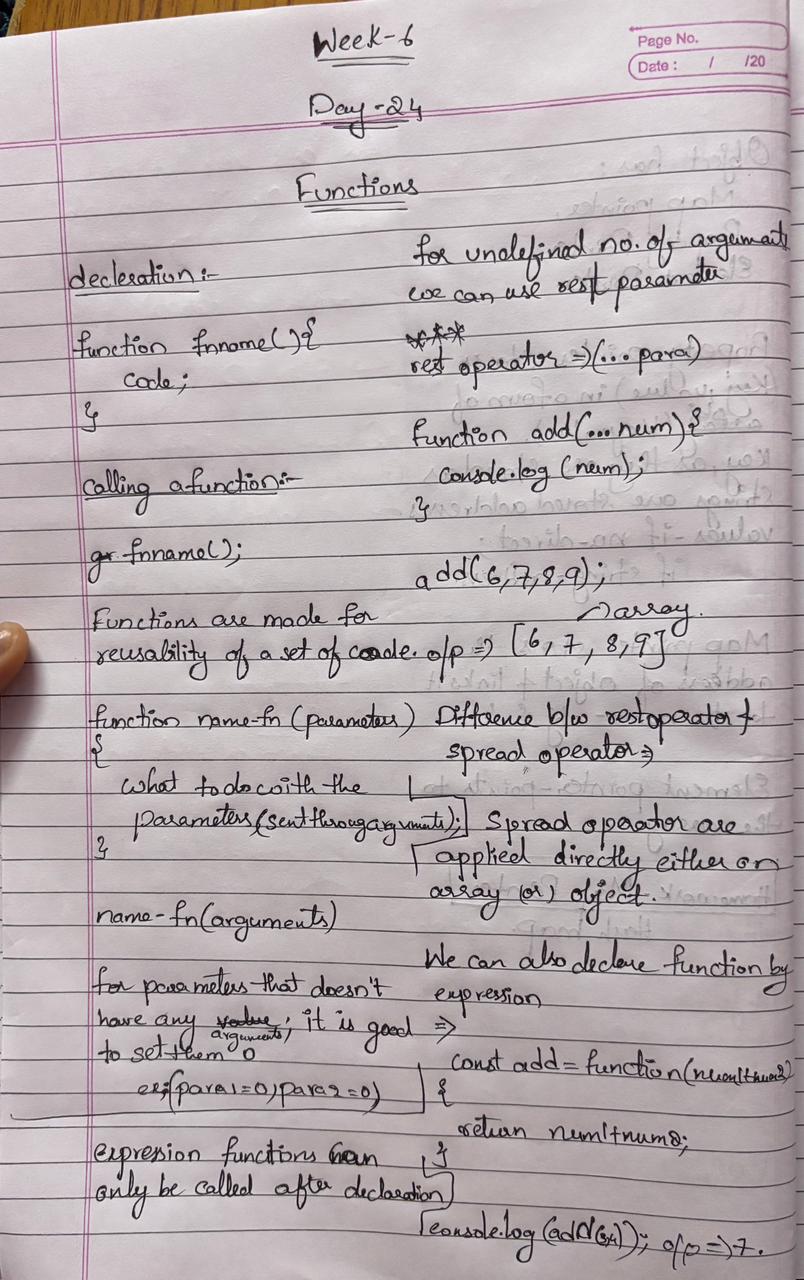 Week-6
Page No.
Date : / /20
Day-24
Functions
decleration :-
function fnname() {
code;
}
calling a function:-
fnname();
Functions are made for
reusability of a set of code.
function name-fn (parameters)
{
what to do with the
parameters (sent throug arguments);
}
name-fn(arguments)
for parameters that doesn't
have any arguments; it is good
to set them 0
ex:(para1=0, para2=0)
expression functions can
only be called after declaration
for undefined no. of arguments
we can use rest parameter
***
rest operator =>(... para)
function add(... num) {
console.log (num);
}
add(6,7,8,9);
array.
o/p => [6, 7, 8, 9]
Difference b/w rest operator &
spread operator =>
Spread operator are
applied directly either on
array (or) object.
We can also declare function by
expression
=>
const add = function(
{
return num1+num2;
}
console.log (add(3,4)); o/p =>7.